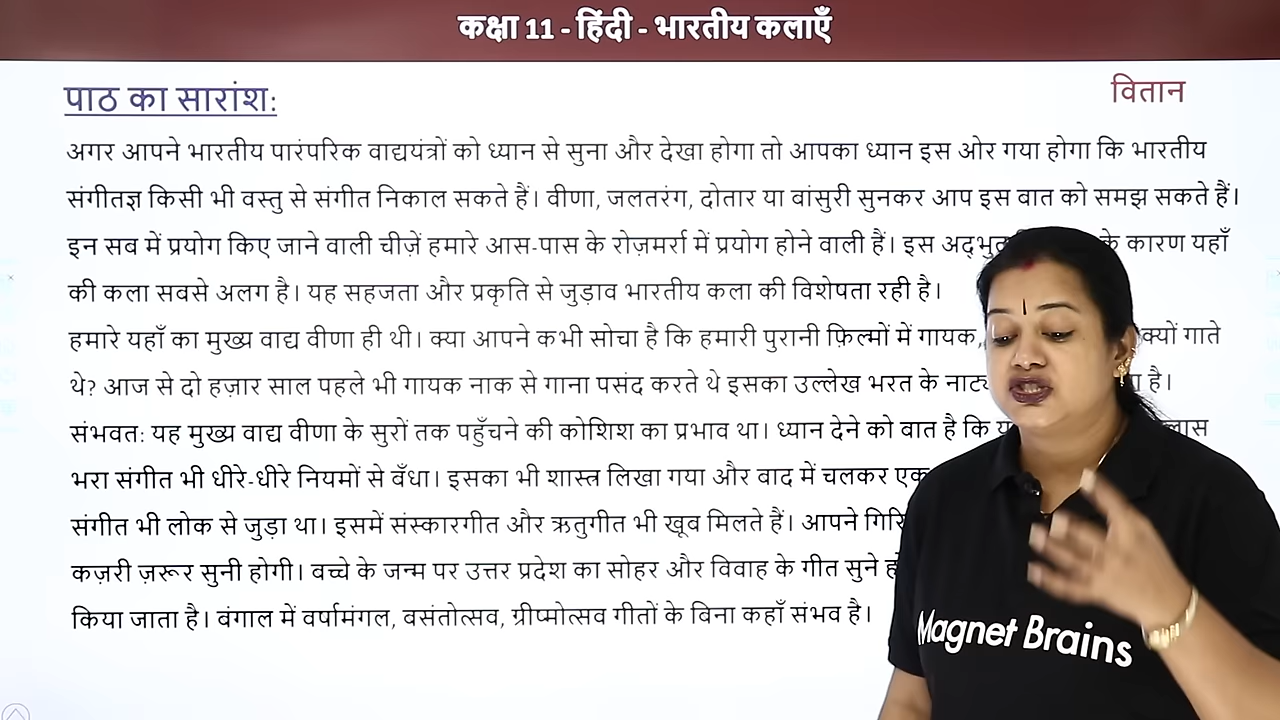 कक्षा 11 - हिंदी - भारतीय कलाएँ
पाठ का सारांश:
वितान
अगर आपने भारतीय पारंपरिक वाद्ययंत्रों को ध्यान से सुना और देखा होगा तो आपका ध्यान इस ओर गया होगा कि भारतीय
संगीतज्ञ किसी भी वस्तु से संगीत निकाल सकते हैं। वीणा, जलतरंग, दोतार या बांसुरी सुनकर आप इस बात को समझ सकते हैं।
इन सब में प्रयोग किए जाने वाली चीज़ें हमारे आस-पास के रोज़मर्रा में प्रयोग होने वाली हैं। इस के कारण यहाँ
की कला सबसे अलग है। यह सहजता और प्रकृति से जुड़ाव भारतीय कला की विशेषता रही है।
हमारे यहाँ का मुख्य वाद्य वीणा ही थी। क्या आपने कभी सोचा है कि हमारी पुरानी फ़िल्मों में गायक, क्यों गाते
थे? आज से दो हज़ार साल पहले भी गायक नाक से गाना पसंद करते थे इसका उल्लेख भरत के है।
संभवत: यह मुख्य वाद्य वीणा के सुरों तक पहुँचने की कोशिश का प्रभाव था। ध्यान देने को बात है कि
भरा संगीत भी धीरे-धीरे नियमों से बँधा। इसका भी शास्त्र लिखा गया और बाद में चलकर
संगीत भी लोक से जुड़ा था। इसमें संस्कारगीत और ऋतुगीत भी खूब मिलते हैं। आपने
कज़री ज़रूर सुनी होगी। बच्चे के जन्म पर उत्तर प्रदेश का सोहर और विवाह के गीत सुने
किया जाता है। बंगाल में वर्षामंगल, वसंतोत्सव, ग्रीष्मोत्सव गीतों के बिना कहाँ संभव है।
Magnet Brains